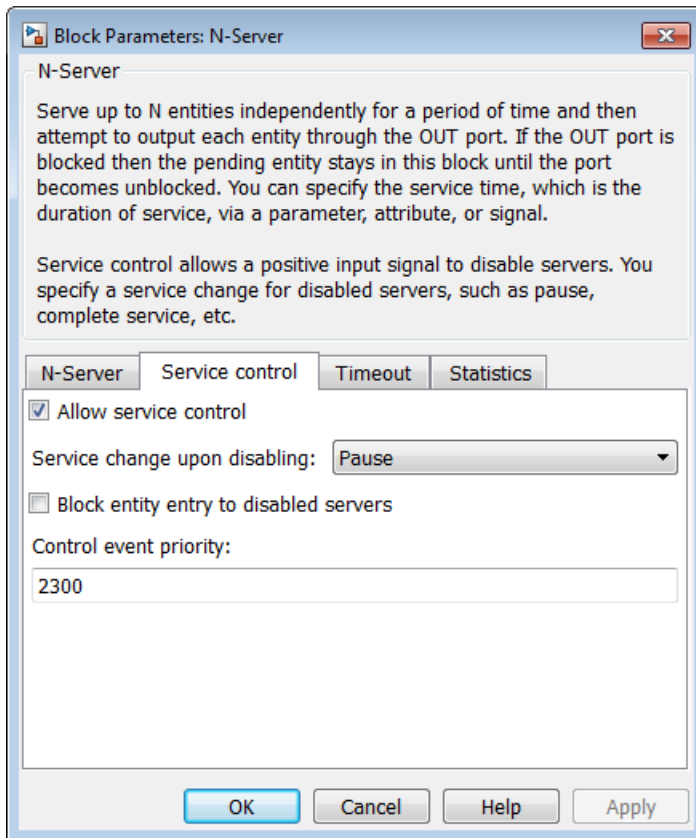 Block Parameters: N-Server
N-Server
Serve up to N entities independently for a period of time and then
attempt to output each entity through the OUT port. If the OUT port is
blocked then the pending entity stays in this block until the port
becomes unblocked. You can specify the service time, which is the
duration of service, via a parameter, attribute, or signal.
Service control allows a positive input signal to disable servers. You
specify a service change for disabled servers, such as pause,
complete service, etc.
N-Server Service control Timeout Statistics
Allow service control
Service change upon disabling: Pause
Block entity entry to disabled servers
Control event priority:
2300
OK Cancel Help Apply